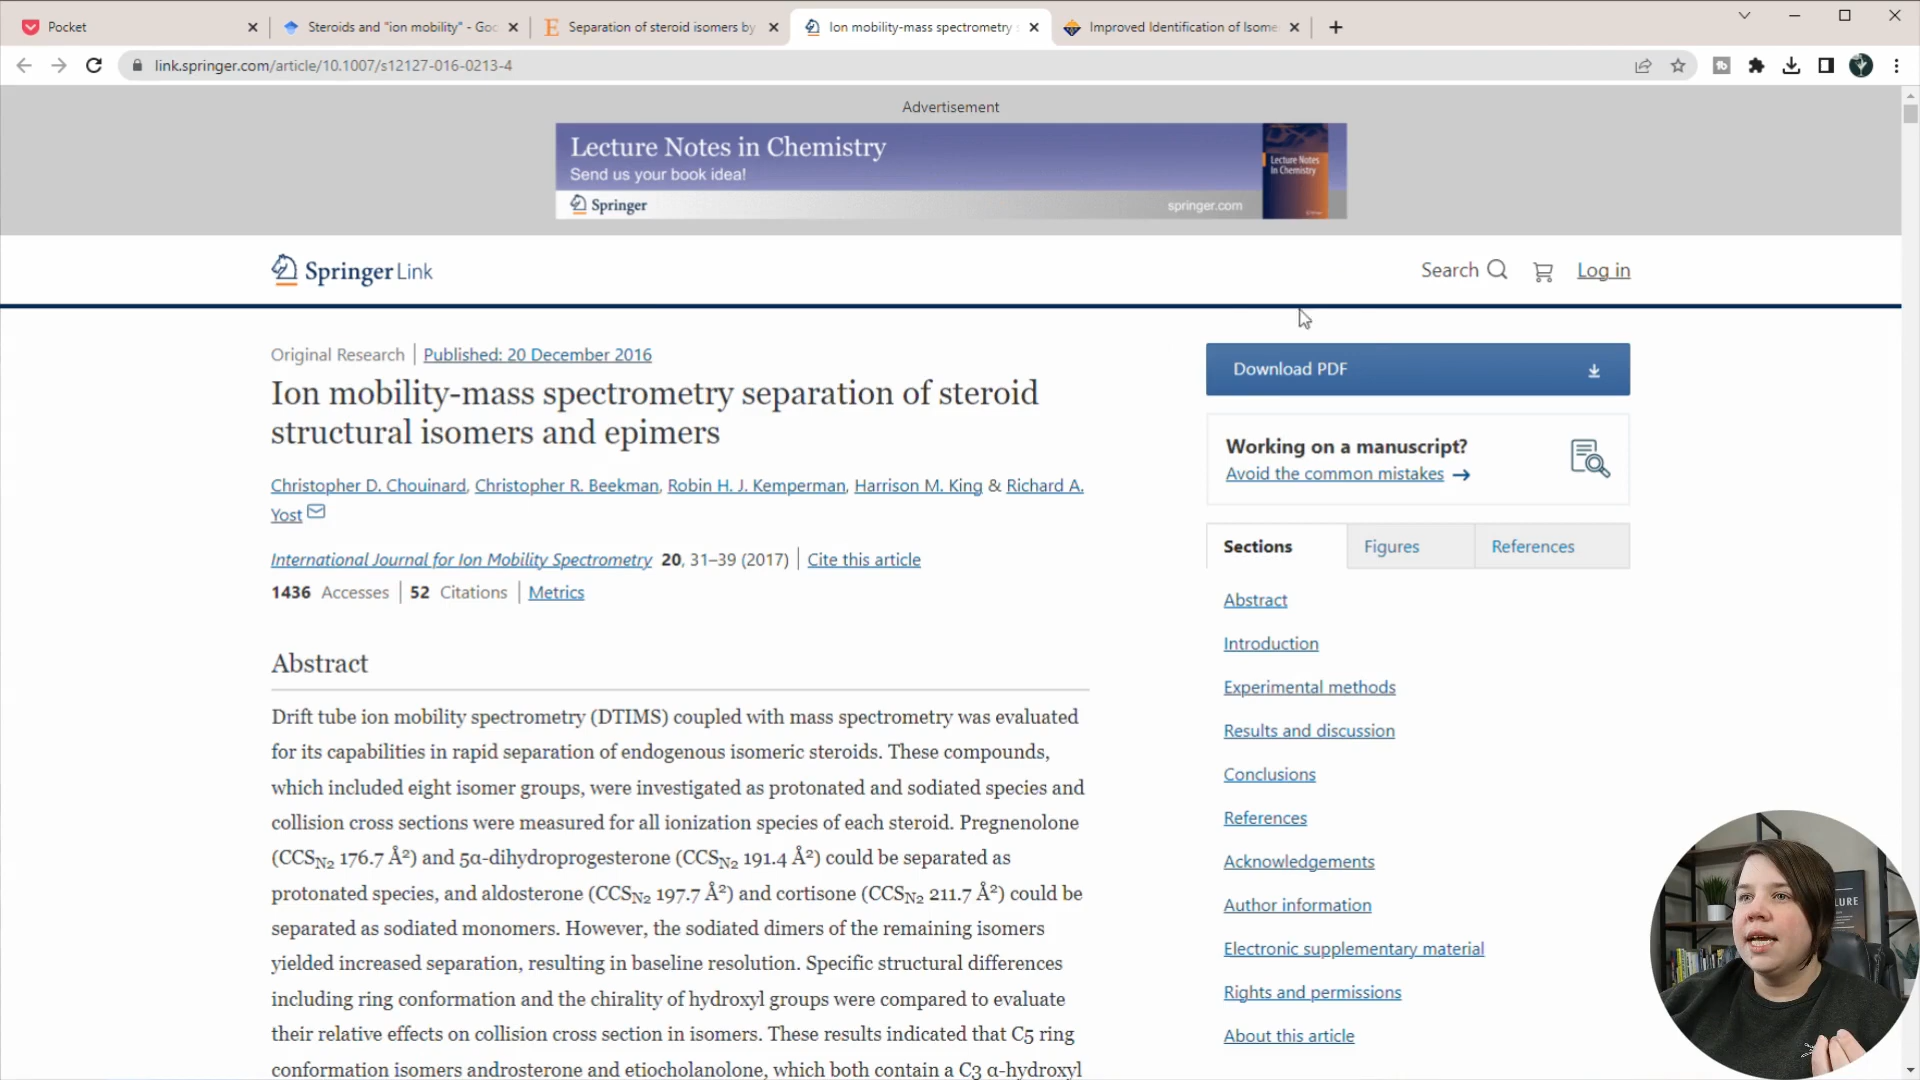 Pocket
Steroids and "ion mobility" - Goo
Separation of steroid isomers by
Ion mobility-mass spectrometry
Improved Identification of Isome
link.springer.com/article/10.1007/s12127-016-0213-4
Advertisement
Lecture Notes in Chemistry
Send us your book idea!
Springer
springer.com
Lecture Notes
in Chemistry
Springer Link
Search
Log in
Original Research
Published: 20 December 2016
Ion mobility-mass spectrometry separation of steroid
structural isomers and epimers
Christopher D. Chouinard, Christopher R. Beekman, Robin H. J. Kemperman, Harrison M. King & Richard A.
Yost
International Journal for Ion Mobility Spectrometry 20, 31–39 (2017) | Cite this article
1436 Accesses | 52 Citations | Metrics
Abstract
Drift tube ion mobility spectrometry (DTIMS) coupled with mass spectrometry was evaluated
for its capabilities in rapid separation of endogenous isomeric steroids. These compounds,
which included eight isomer groups, were investigated as protonated and sodiated species and
collision cross sections were measured for all ionization species of each steroid. Pregnenolone
(CCSN2 176.7 Å²) and 5α-dihydroprogesterone (CCSN2 191.4 Å²) could be separated as
protonated species, and aldosterone (CCSN2 197.7 Å²) and cortisone (CCSN2 211.7 Å²) could be
separated as sodiated monomers. However, the sodiated dimers of the remaining isomers
yielded increased separation, resulting in baseline resolution. Specific structural differences
including ring conformation and the chirality of hydroxyl groups were compared to evaluate
their relative effects on collision cross section in isomers. These results indicated that C5 ring
conformation isomers androsterone and etiocholanolone, which both contain a C3 α-hydroxyl
Download PDF
Working on a manuscript?
Avoid the common mistakes →
Sections
Figures
References
Abstract
Introduction
Experimental methods
Results and discussion
Conclusions
References
Acknowledgements
Author information
Electronic supplementary material
Rights and permissions
About this article